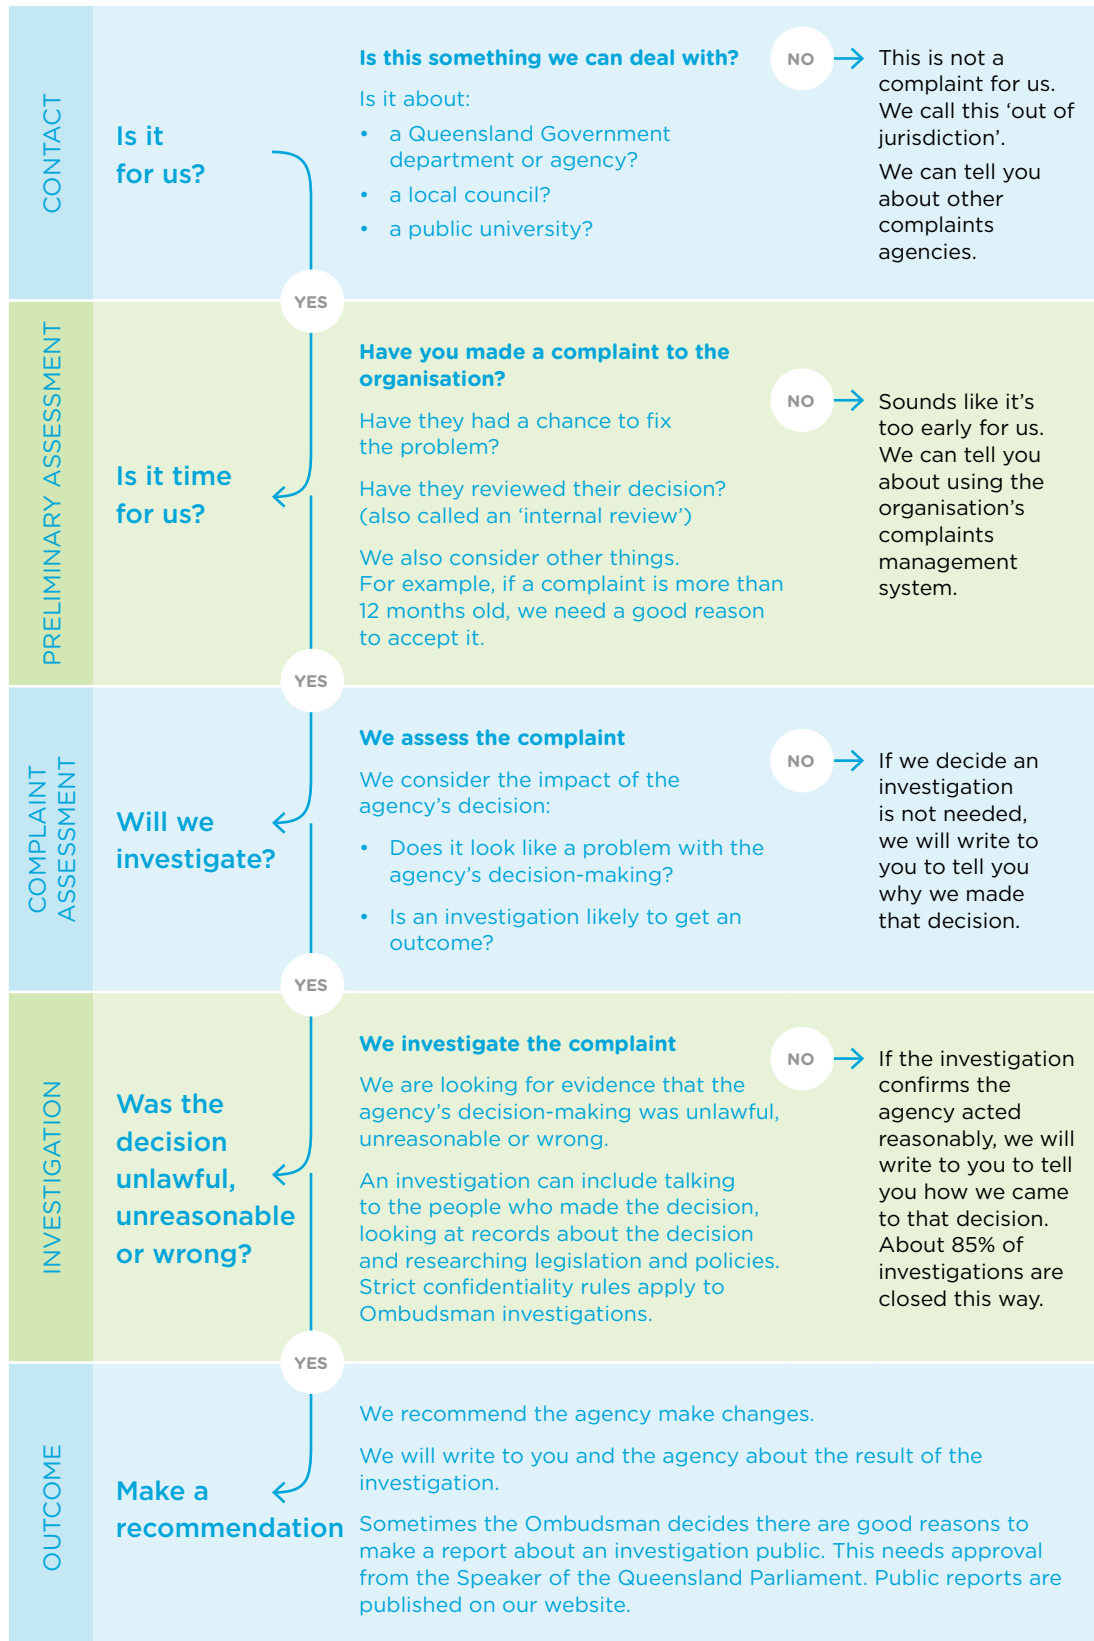 CONTACT
Is it
for us?
Is this something we can deal with?
Is it about:
• a Queensland Government
department or agency?
• a local council?
• a public university?
NO
This is not a
complaint for us.
We call this ‘out of
jurisdiction’.
We can tell you
about other
complaints
agencies.
YES
PRELIMINARY ASSESSMENT
Is it time
for us?
Have you made a complaint to the
organisation?
Have they had a chance to fix
the problem?
Have they reviewed their decision?
(also called an ‘internal review’)
We also consider other things.
For example, if a complaint is more than
12 months old, we need a good reason
to accept it.
NO
Sounds like it’s
too early for us.
We can tell you
about using the
organisation’s
complaints
management
system.
YES
COMPLAINT
ASSESSMENT
Will we
investigate?
We assess the complaint
We consider the impact of the
agency’s decision:
• Does it look like a problem with the
agency’s decision-making?
• Is an investigation likely to get an
outcome?
NO
If we decide an
investigation
is not needed,
we will write to
you to tell you
why we made
that decision.
YES
INVESTIGATION
Was the
decision
unlawful,
unreasonable
or wrong?
We investigate the complaint
We are looking for evidence that the
agency’s decision-making was unlawful,
unreasonable or wrong.
An investigation can include talking
to the people who made the decision,
looking at records about the decision
and researching legislation and policies.
Strict confidentiality rules apply to
Ombudsman investigations.
NO
If the investigation
confirms the
agency acted
reasonably, we will
write to you to tell
you how we came
to that decision.
About 85% of
investigations are
closed this way.
YES
OUTCOME
Make a
recommendation
We recommend the agency make changes.
We will write to you and the agency about the result of the
investigation.
Sometimes the Ombudsman decides there are good reasons to
make a report about an investigation public. This needs approval
from the Speaker of the Queensland Parliament. Public reports are
published on our website.